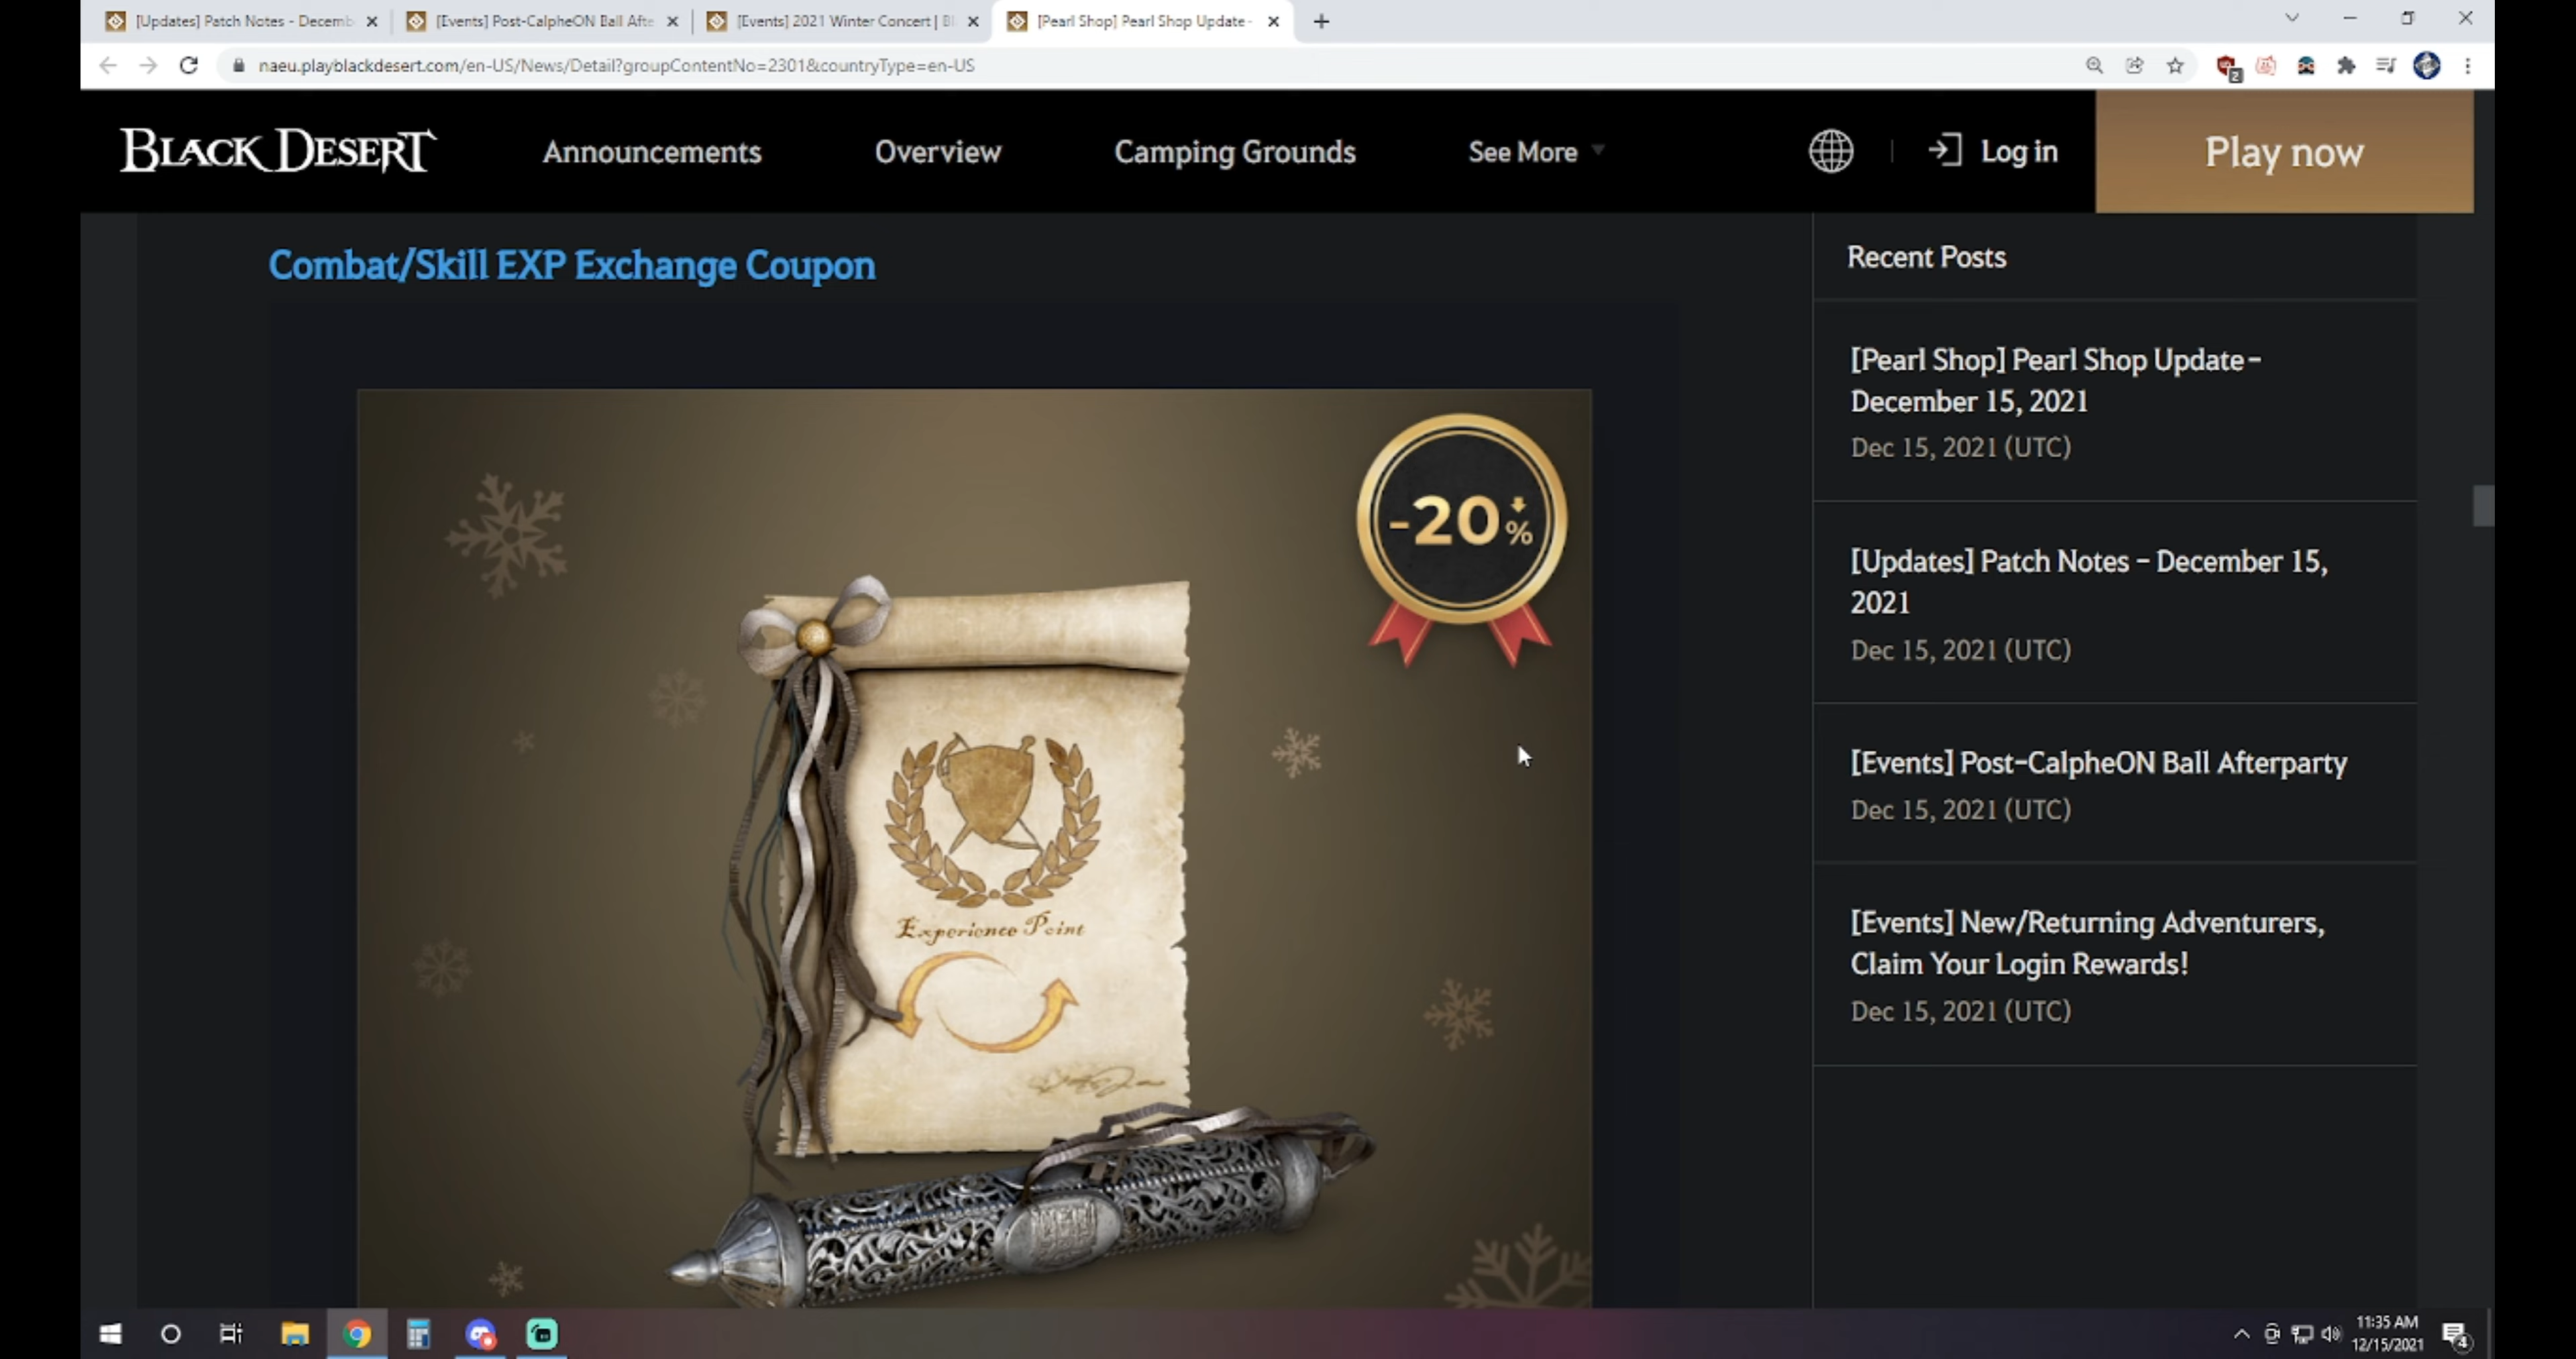 [Updates] Patch Notes - Decemb
[Events] Post-CalpheON Ball Afte
[Events] 2021 Winter Concert | Bl
[Pearl Shop] Pearl Shop Update -
naeu.playblackdesert.com/en-US/News/Detail?groupContentNo=2301&countryType=en-US
2
BLACK DESERT
Announcements
Overview
Camping Grounds
See More
Log in
Play now
Combat/Skill EXP Exchange Coupon
-20%
Experience Point
Recent Posts
[Pearl Shop] Pearl Shop Update -
December 15, 2021
Dec 15, 2021 (UTC)
[Updates] Patch Notes - December 15,
2021
Dec 15, 2021 (UTC)
[Events] Post-CalpheON Ball Afterparty
Dec 15, 2021 (UTC)
[Events] New/Returning Adventurers,
Claim Your Login Rewards!
Dec 15, 2021 (UTC)
11:35 AM
12/15/2021
4